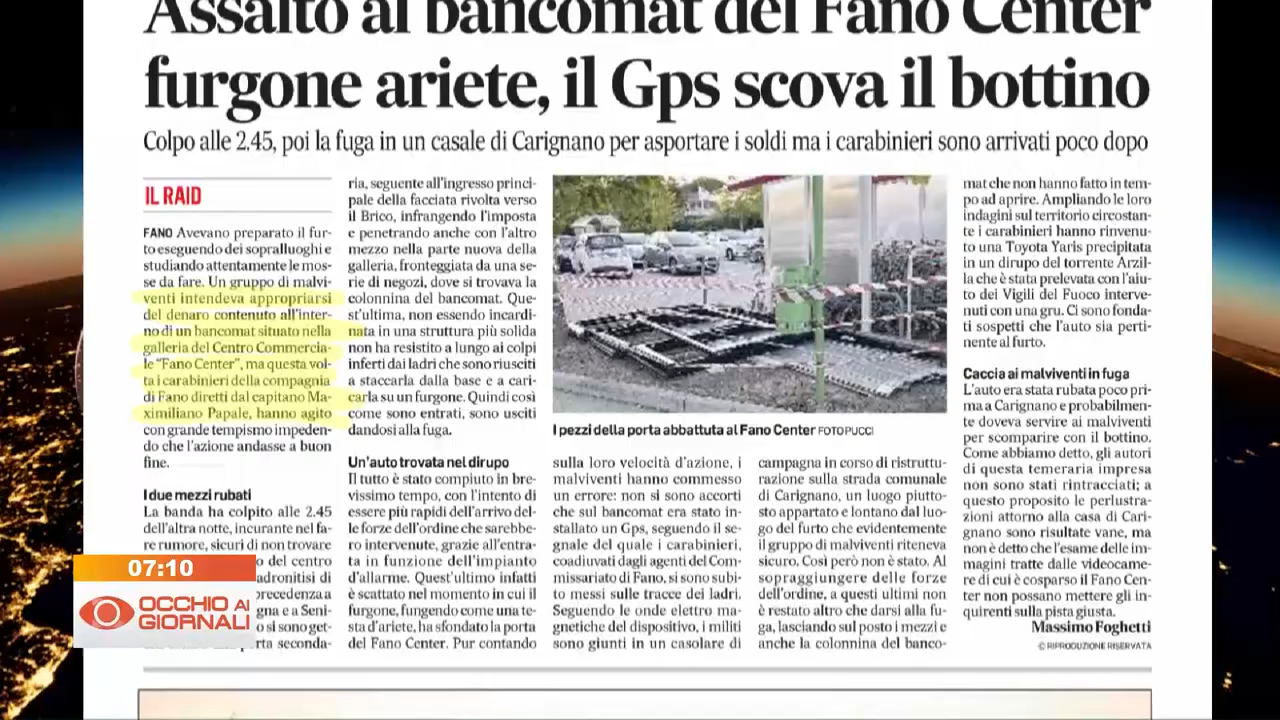 Assalto al bancomat del Fano Center
furgone ariete, il Gps scova il bottino
Colpo alle 2.45, poi la fuga in un casale di Carignano per asportare i soldi ma i carabinieri sono arrivati poco dopo
IL RAID
FANO Avevano preparato il fur-
to eseguendo dei sopralluoghi e
studiando attentamente le mos-
se da fare. Un gruppo di malvi-
venti intendeva appropriarsi
del denaro contenuto all'inter-
no di un bancomat situato nella
galleria del Centro Commercia-
le "Fano Center", ma questa vol-
ta i carabinieri della compagnia
di Fano diretti dal capitano Ma-
ximiliano Papale, hanno agito
con grande tempismo impeden-
do che l'azione andasse a buon
fine.
I due mezzi rubati
La banda ha colpito alle 2.45
dell'altra notte, incurante nel fa-
re rumore, sicuri di non trovare
o del centro
adronitisi di
precedenza a
gna e a Seni-
o si sono get-
rta seconda-
ria, seguente all'ingresso princi-
pale della facciata rivolta verso
il Brico, infrangendo l'imposta
e penetrando anche con l'altro
mezzo nella parte nuova della
galleria, fronteggiata da una se-
rie di negozi, dove si trovava la
colonnina del bancomat. Que-
st'ultima, non essendo incardi-
nata in una struttura più solida
non ha resistito a lungo ai colpi
inferti dai ladri che sono riusciti
a staccarla dalla base e a cari-
carla su un furgone. Quindi così
come sono entrati, sono usciti
dandosi alla fuga.
Un'auto trovata nel dirupo
Il tutto è stato compiuto in bre-
vissimo tempo, con l'intento di
essere più rapidi dell'arrivo del-
le forze dell'ordine che sarebbe-
ro intervenute, grazie all'entra-
ta in funzione dell'impianto
d'allarme. Quest'ultimo infatti
è scattato nel momento in cui il
furgone, fungendo come una te-
sta d'ariete, ha sfondato la porta
del Fano Center. Pur contando
I pezzi della porta abbattuta al Fano Center FOTO PUCCI
sulla loro velocità d'azione, i
malviventi hanno commesso
un errore: non si sono accorti
che sul bancomat era stato in-
stallato un Gps, seguendo il se-
gnale del quale i carabinieri,
coadiuvati dagli agenti del Com-
missariato di Fano, si sono subi-
to messi sulle tracce dei ladri.
Seguendo le onde elettro ma-
gnetiche del dispositivo, i militi
sono giunti in un casolare di
campagna in corso di ristruttu-
razione sulla strada comunale
di Carignano, un luogo piutto-
sto appartato e lontano dal luo-
go del furto che evidentemente
il gruppo di malviventi riteneva
sicuro. Così però non è stato. Al
sopraggiungere delle forze
dell'ordine, a questi ultimi non
è restato altro che darsi alla fu-
ga, lasciando sul posto i mezzi e
anche la colonnina del banco-
mat che non hanno fatto in tem-
po ad aprire. Ampliando le loro
indagini sul territorio circostan-
te i carabinieri hanno rinvenu-
to una Toyota Yaris precipitata
in un dirupo del torrente Arzil-
la che è stata prelevata con l'aiu-
to dei Vigili del Fuoco interve-
nuti con una gru. Ci sono fonda-
ti sospetti che l'auto sia perti-
nente al furto.
Caccia ai malviventi in fuga
L'auto era stata rubata poco pri-
ma a Carignano e probabilmen-
te doveva servire ai malviventi
per scomparire con il bottino.
Come abbiamo detto, gli autori
di questa temeraria impresa
non sono stati rintracciati; a
questo proposito le perlustra-
zioni attorno alla casa di Cari-
gnano sono risultate vane, ma
non è detto che l'esame delle im-
magini tratte dalle videocame-
re di cui è cosparso il Fano Cen-
ter non possano mettere gli in-
quirenti sulla pista giusta.
Massimo Foghetti
© RIPRODUZIONE RISERVATA
07:10
OCCHIO AI
GIORNALI